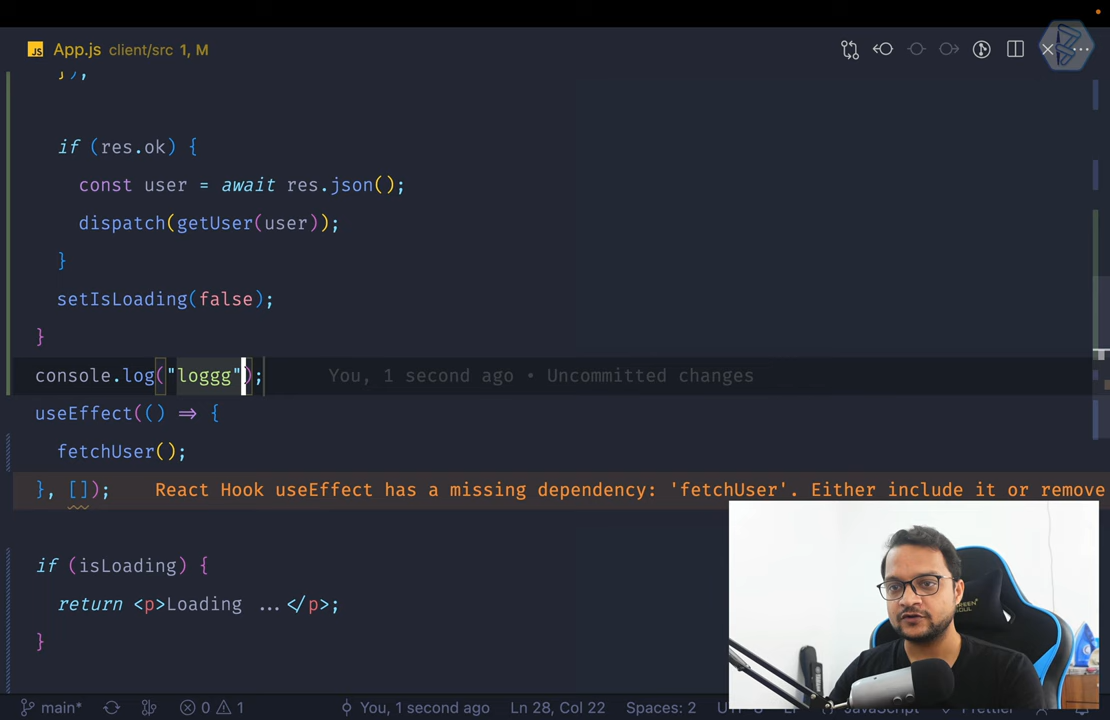 JS App.js client/src 1, M
});
if (res.ok) {
const user = await res.json();
dispatch(getUser(user));
}
setIsLoading(false);
}
console.log("loggg"); You, 1 second ago • Uncommitted changes
useEffect(() ⇒ {
fetchUser();
}, []); React Hook useEffect has a missing dependency: 'fetchUser'. Either include it or remove
if (isLoading) {
return <p>Loading ...</p>;
}
main* 0 1 You, 1 second ago Ln 28, Col 22 Spaces: 2 JavaScript Prettier